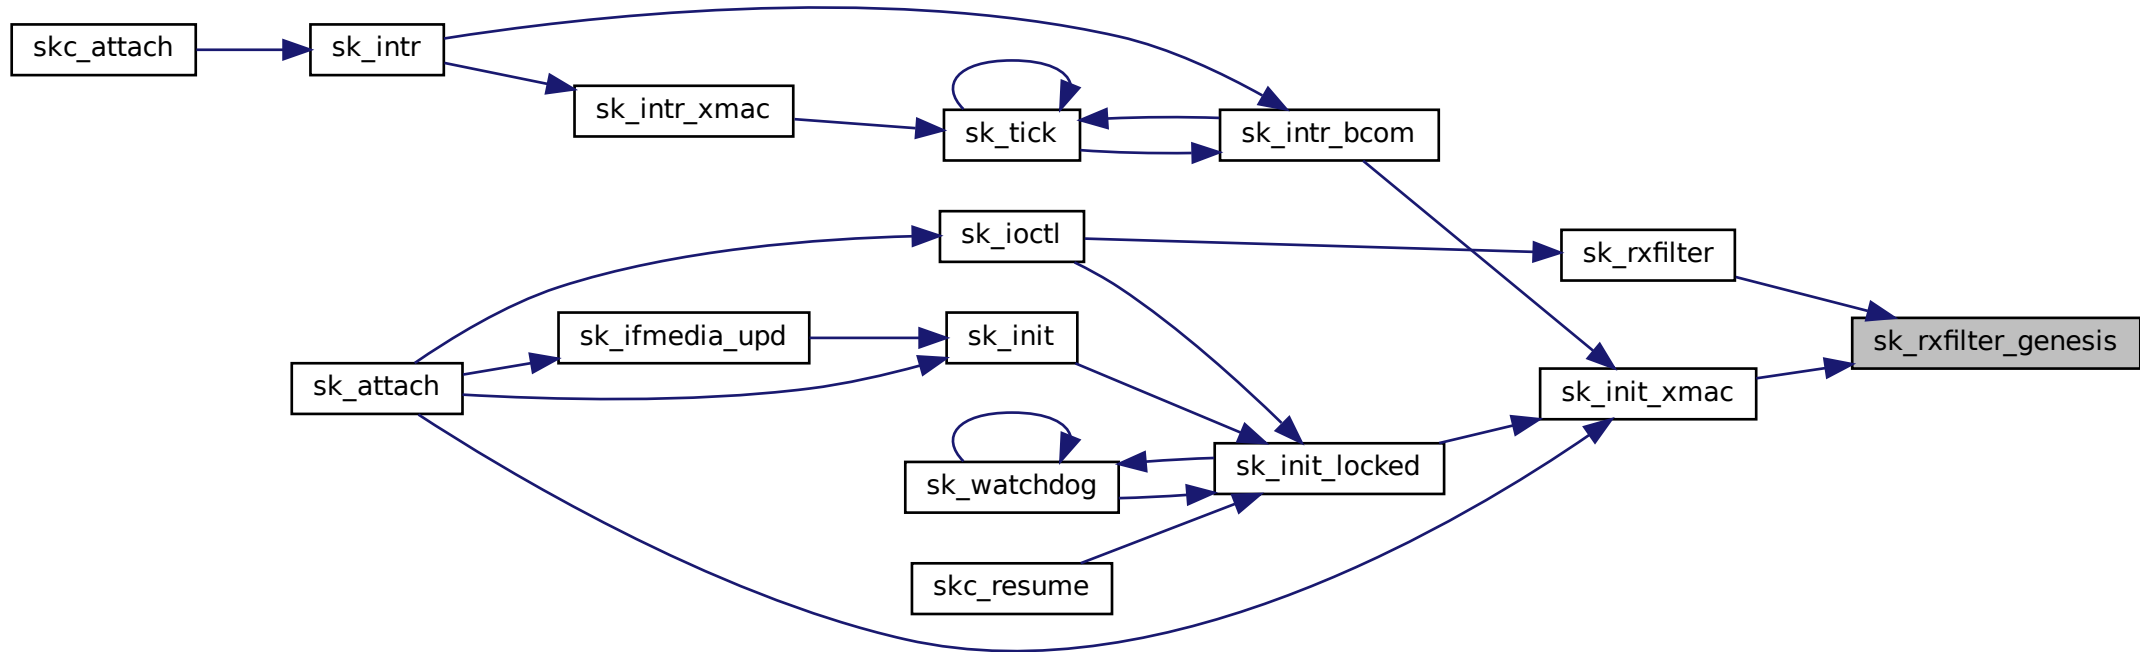 skc_attach
sk_intr
sk_intr_xmac
sk_tick
sk_intr_bcom
sk_ioctl
sk_rxfilter
sk_ifmedia_upd
sk_init
sk_rxfilter_genesis
sk_attach
sk_init_xmac
sk_init_locked
sk_watchdog
skc_resume